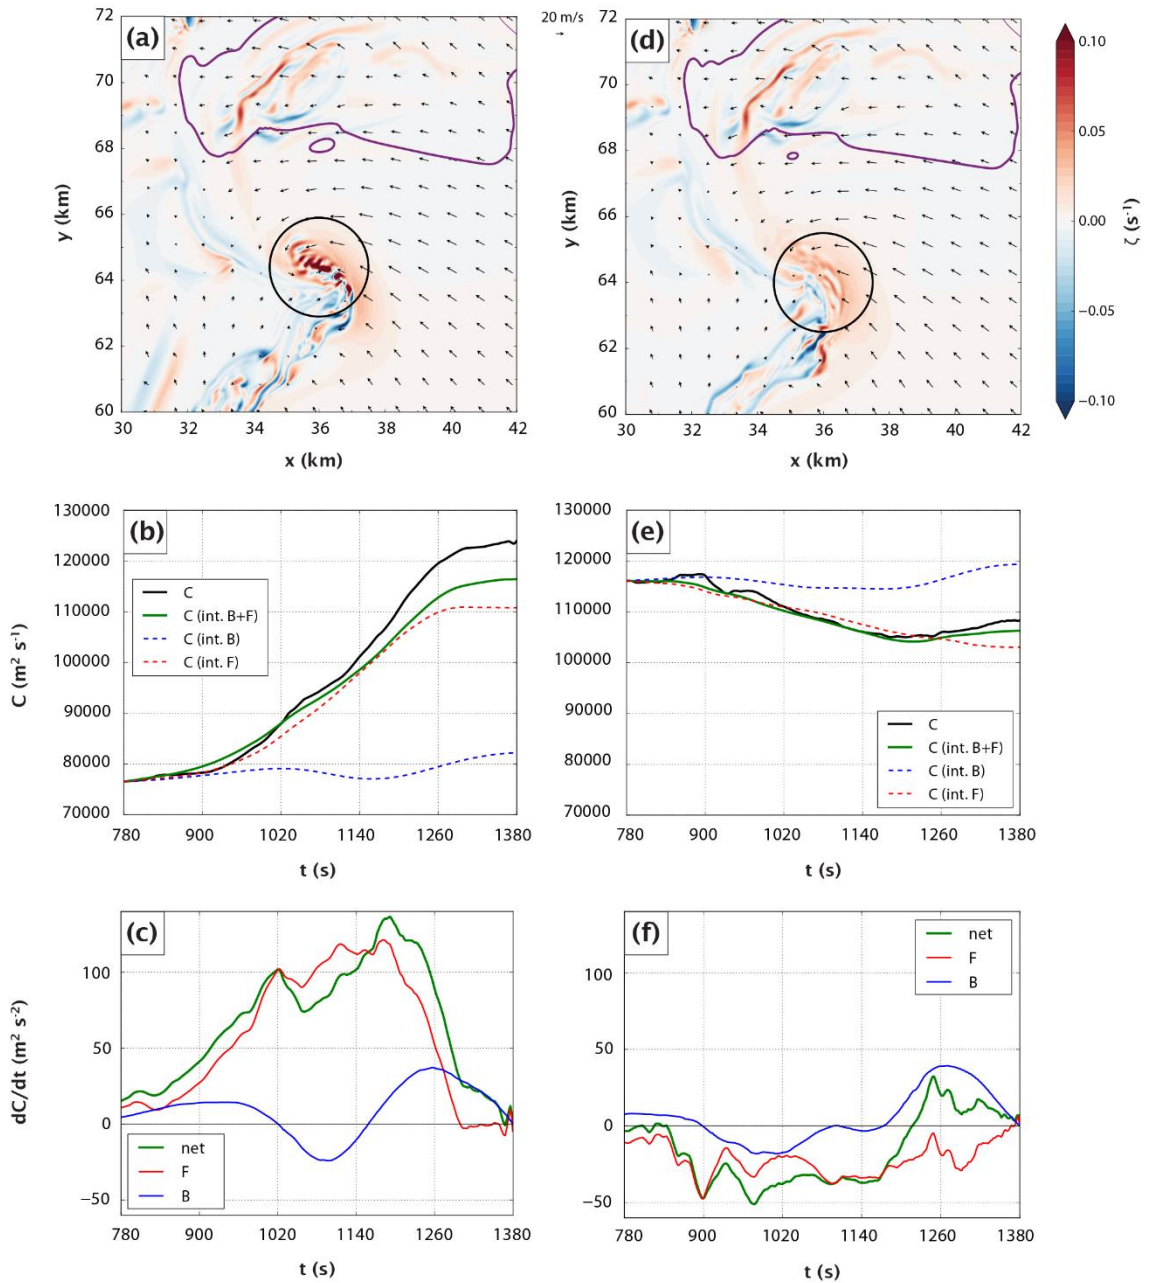 (a)
20 m/s
(d)
72
70
68
66
64
62
60
y (km)
30 32 34 36 38 40 42
x (km)
72
70
68
66
64
62
60
y (km)
30 32 35 36 38 40 42
x (km)
0.10
0.05
0.00
−0.05
−0.10
ζ (s-1)
(b)
130000
120000
110000
100000
90000
80000
70000
C (m2 s-1)
C
C (int. B+F)
C (int. B)
C (int. F)
780 900 1020 1140 1260 1380
t (s)
(e)
130000
120000
110000
100000
90000
80000
70000
C
C (int. B+F)
C (int. B)
C (int. F)
780 900 1020 1140 1260 1380
t (s)
(c)
100
50
0
−50
dC/dt (m2 s-2)
net
F
B
780 900 1020 1140 1260 1380
t (s)
(f)
100
50
0
−50
net
F
B
780 900 1020 1140 1260 1380
t (s)